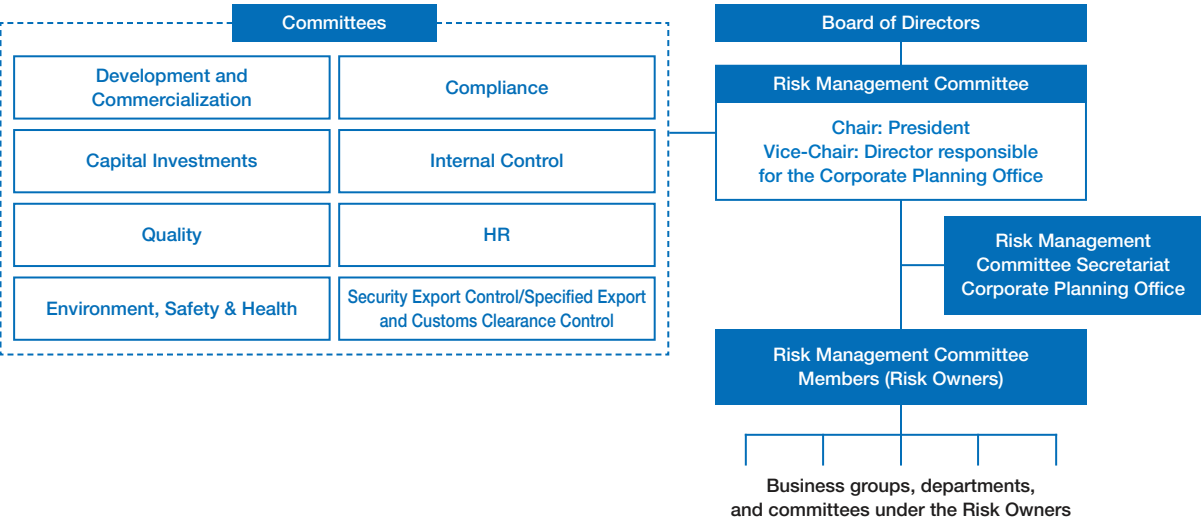 Committees
Development and
Commercialization
Compliance
Capital Investments
Internal Control
Quality
HR
Environment, Safety & Health
Security Export Control/Specified Export
and Customs Clearance Control
Board of Directors
Risk Management Committee
Chair: President
Vice-Chair: Director responsible
for the Corporate Planning Office
Risk Management
Committee Secretariat
Corporate Planning Office
Risk Management Committee
Members (Risk Owners)
Business groups, departments,
and committees under the Risk Owners